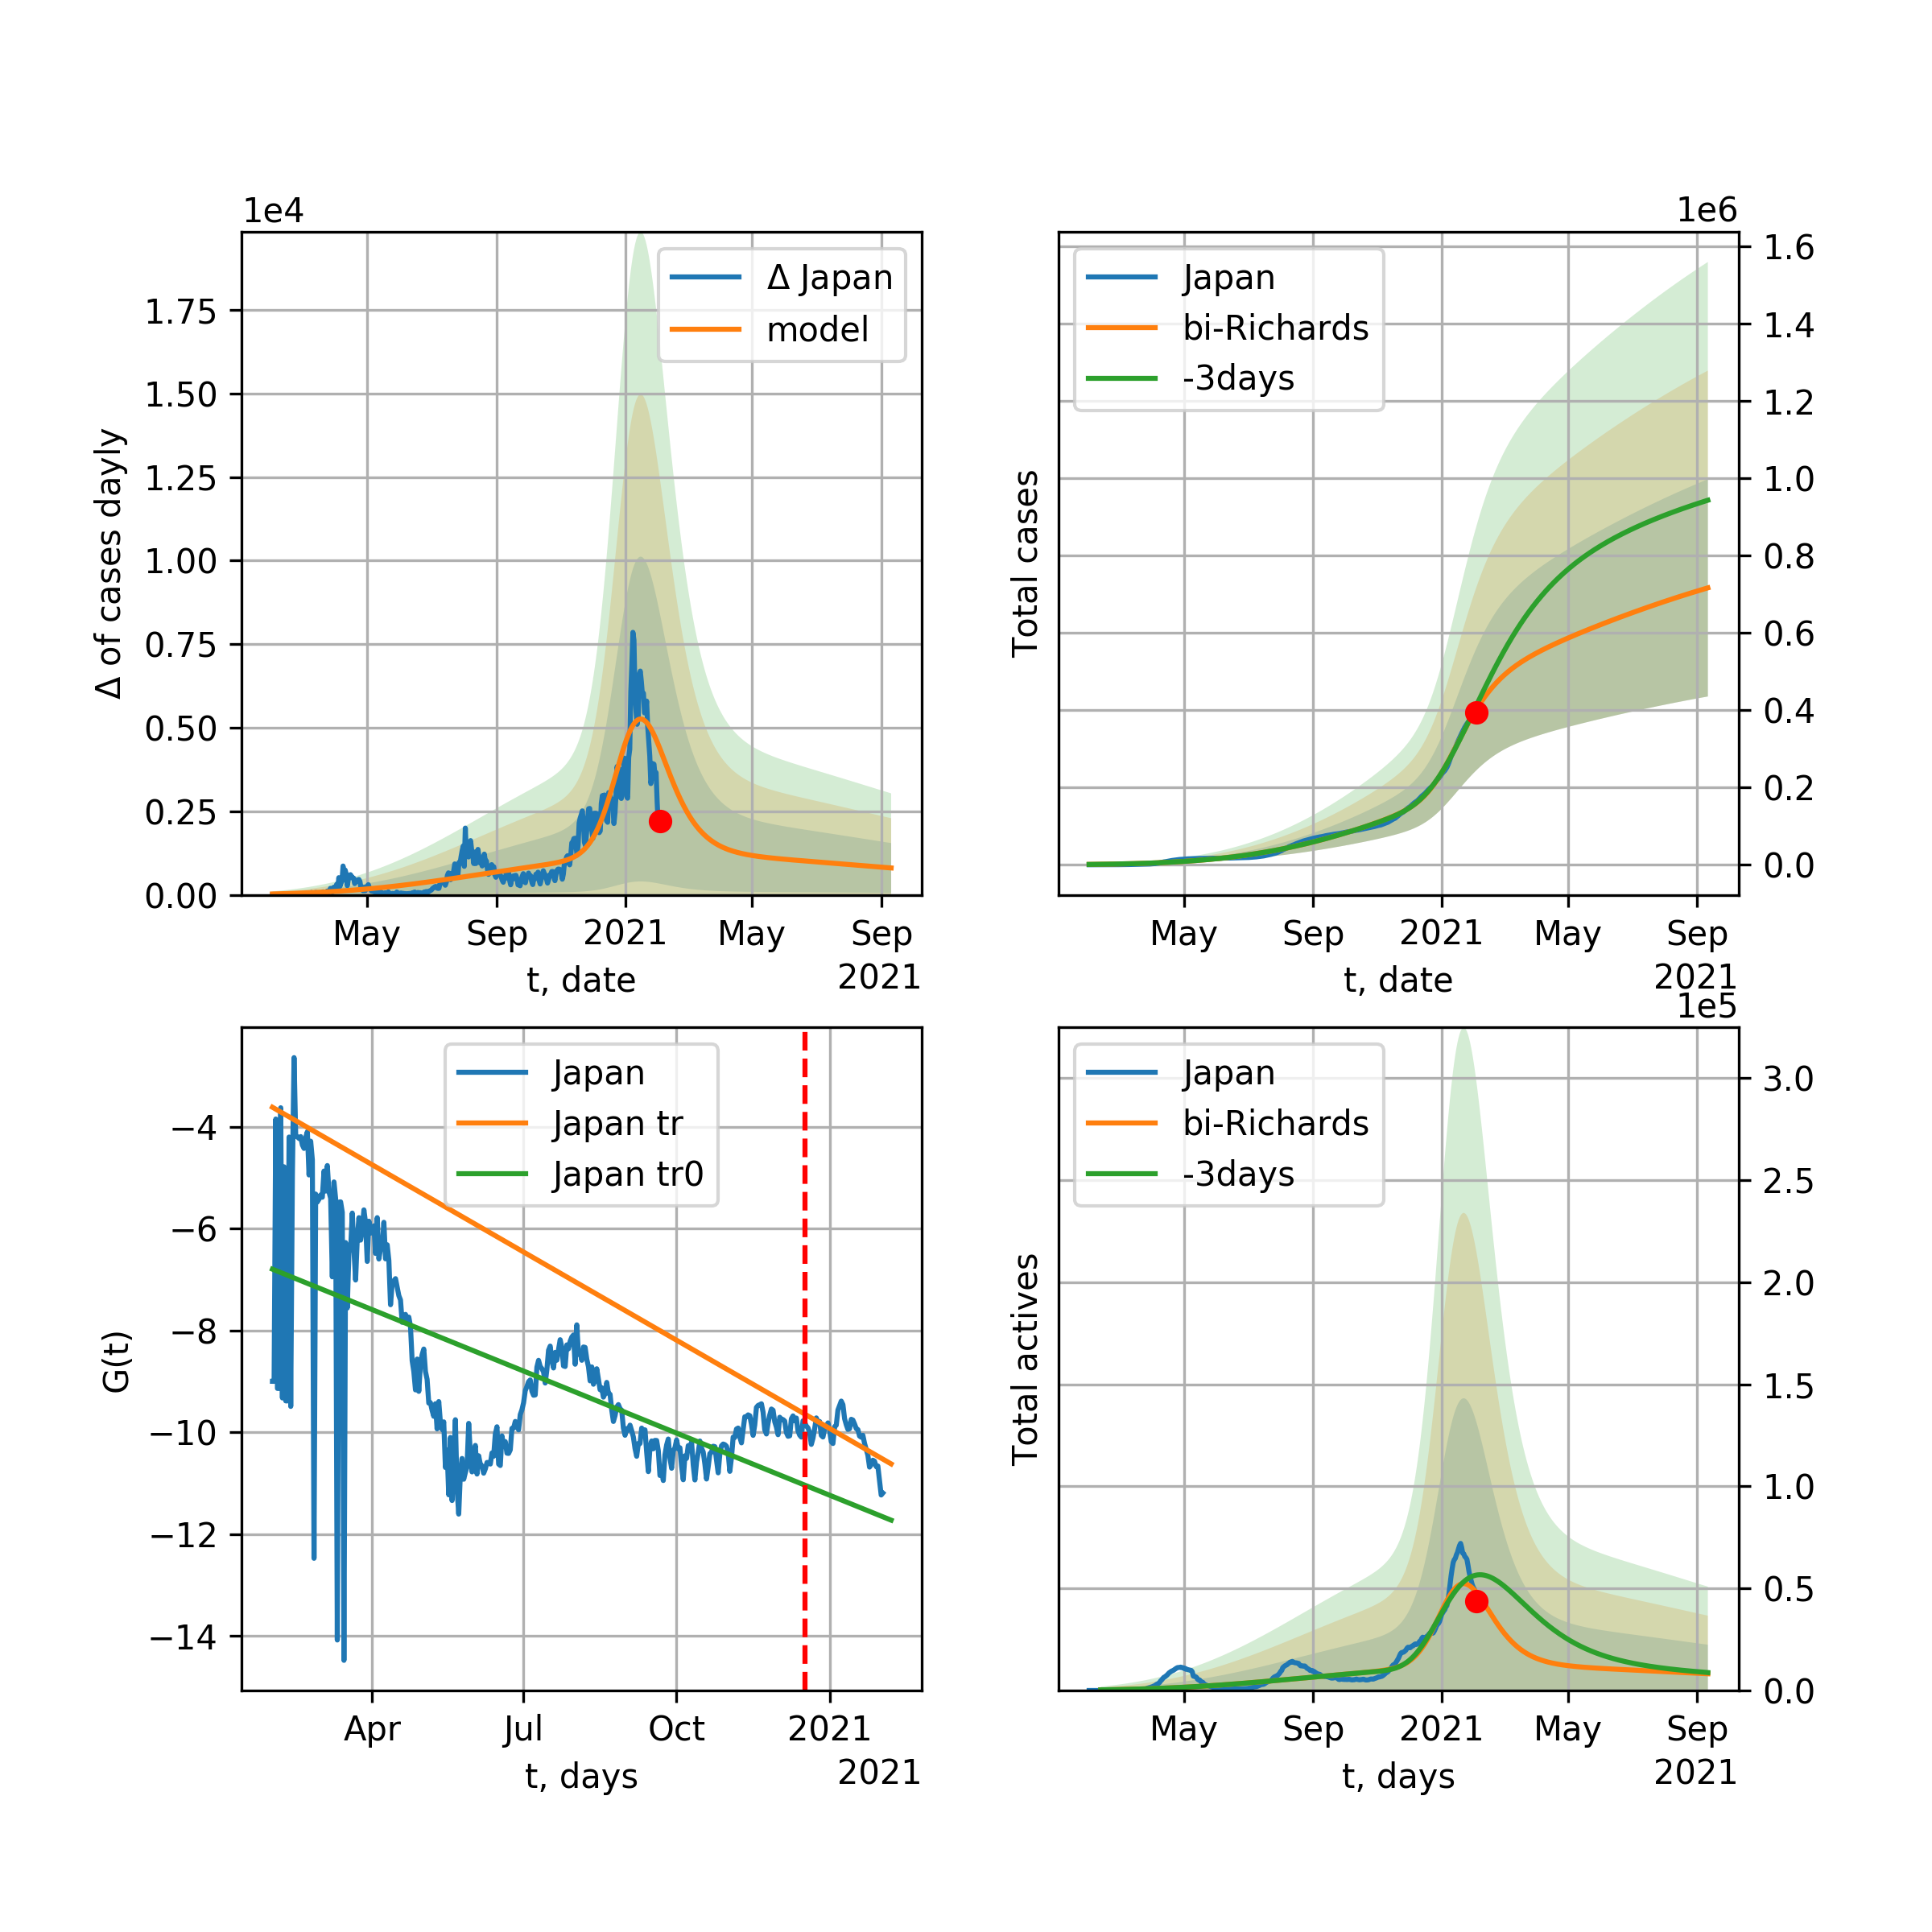 1e4
Δ of cases dayly
1.75
1.50
1.25
1.00
0.75
0.50
0.25
0.00
Δ Japan
model
May Sep 2021 May Sep
t, date 2021
1e6
Total cases
Japan
bi-Richards
-3days
1.6
1.4
1.2
1.0
0.8
0.6
0.4
0.2
0.0
May Sep 2021 May Sep
t, date 2021
G(t)
−4
−6
−8
−10
−12
−14
Japan
Japan tr
Japan tr0
Apr Jul Oct 2021
t, days 2021
1e5
Total actives
Japan
bi-Richards
-3days
3.0
2.5
2.0
1.5
1.0
0.5
0.0
May Sep 2021 May Sep
t, days 2021